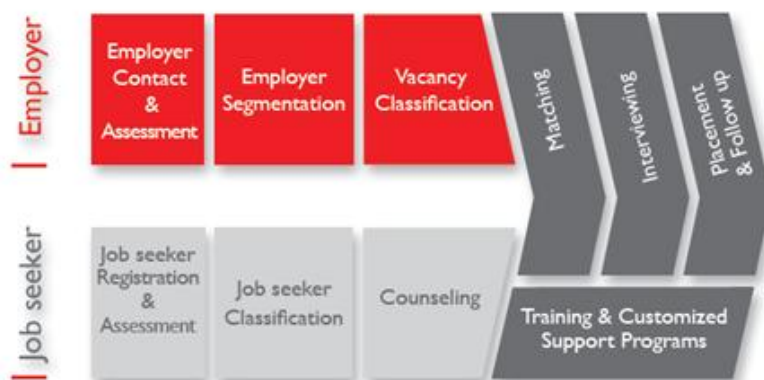 Employer
Employer
Contact
&
Assessment
Employer
Segmentation
Vacancy
Classification
Matching
Interviewing
Placement
& Follow up
Job seeker
Job seeker
Registration
&
Assessment
Job seeker
Classification
Counseling
Training & Customized
Support Programs